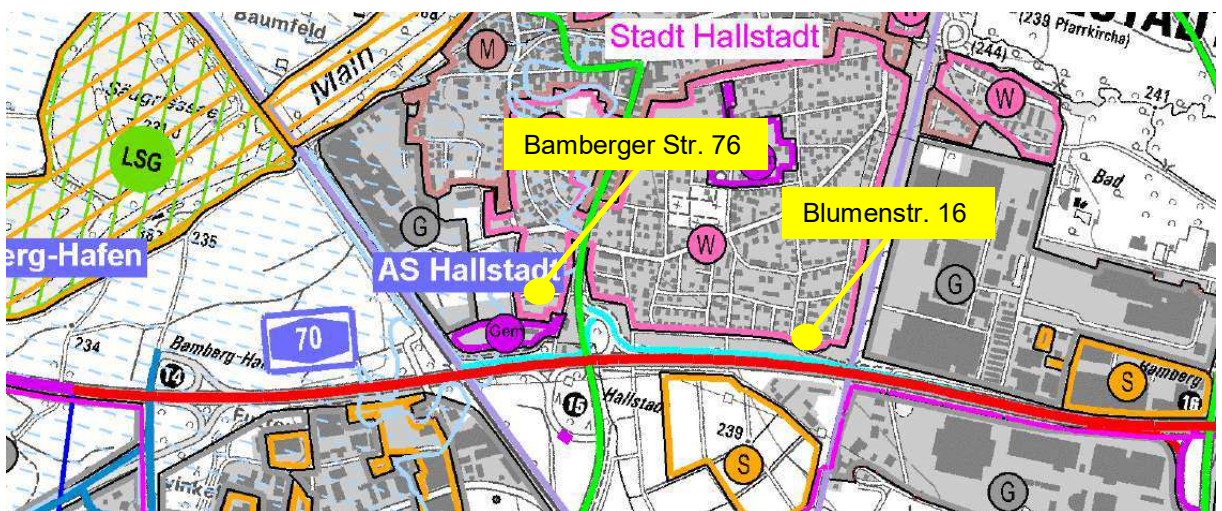 Baumfeld
Main
M
Stadt Hallstadt
W
(239 Pfarrkirche)
(244)
W
241
LSG
Bamberger Str. 76
Bad
Blumenstr. 16
235
G
W
erg-Hafen
AS Hallstadt
G
Gem
70
234
Bamberg-Ha
14
15
Hallstad
239
S
S
Bamberg
16
G